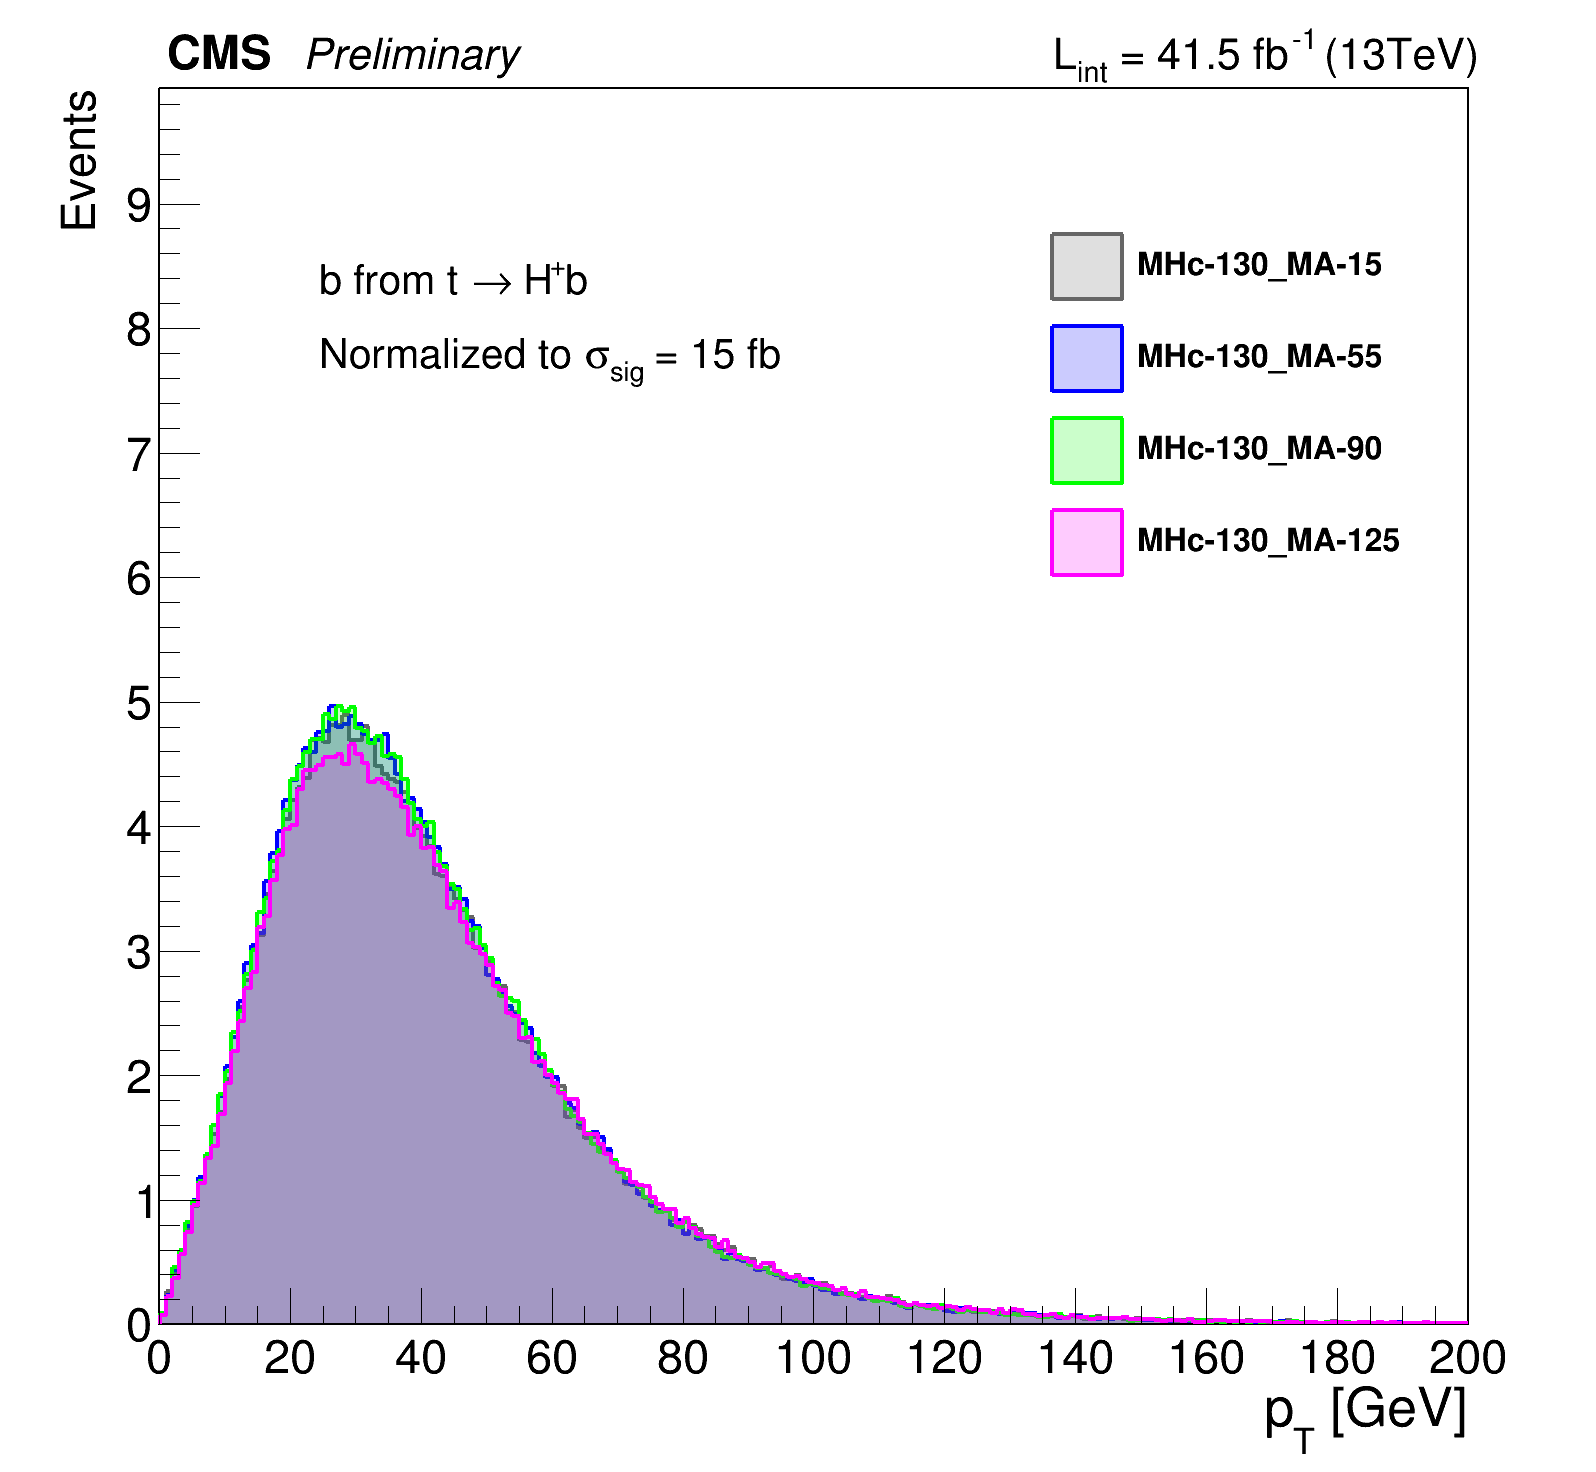 CMS Preliminary
L_int = 41.5 fb^-1 (13TeV)
Events
9
8
7
6
5
4
3
2
1
0
b from t → H⁺b
Normalized to σ_sig = 15 fb
MHc-130_MA-15
MHc-130_MA-55
MHc-130_MA-90
MHc-130_MA-125
0 20 40 60 80 100 120 140 160 180 200
p_T [GeV]